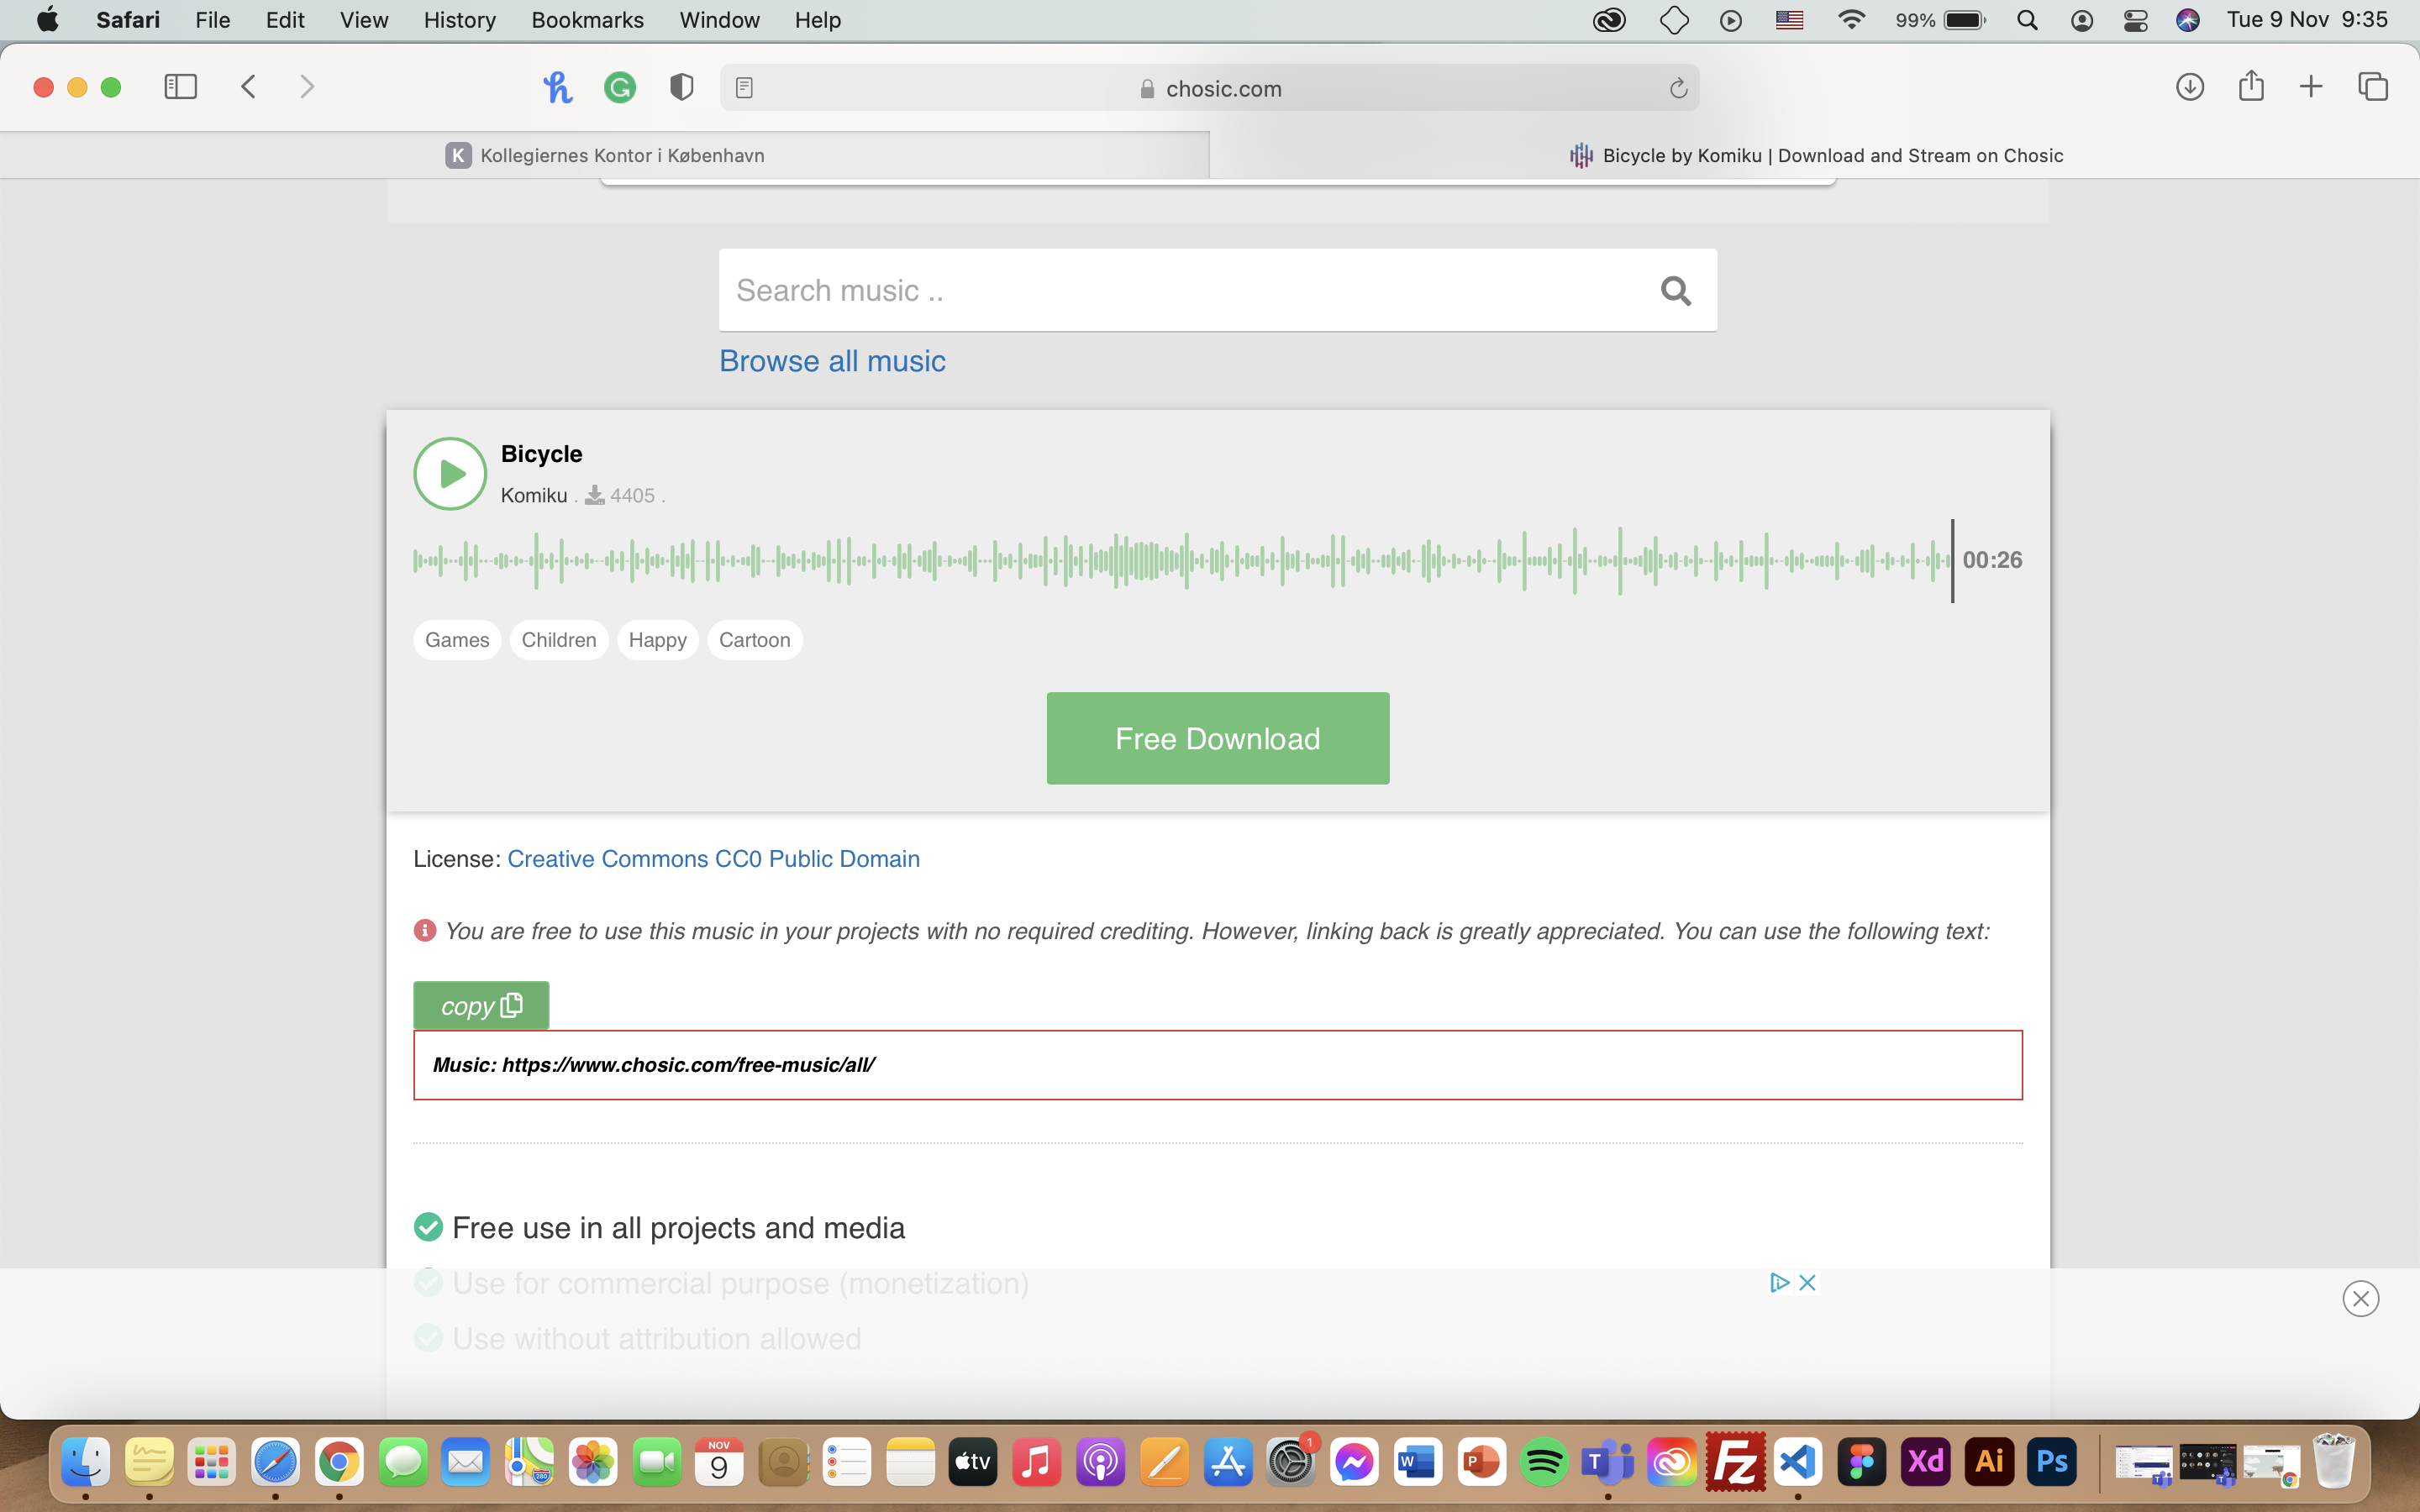 Safari File Edit View History Bookmarks Window Help 99% Tue 9 Nov 9:35
chosic.com
K Kollegiernes Kontor i København
Bicycle by Komiku | Download and Stream on Chosic
Search music ..
Browse all music
Bicycle
Komiku . 4405 .
00:26
Games Children Happy Cartoon
Free Download
License: Creative Commons CC0 Public Domain
You are free to use this music in your projects with no required crediting. However, linking back is greatly appreciated. You can use the following text:
copy
Music: https://www.chosic.com/free-music/all/
Free use in all projects and media
Use for commercial purpose (monetization)
Use without attribution allowed
NOV
9
280
tv
1
W
P
T
Fz
Xd
Ai
Ps